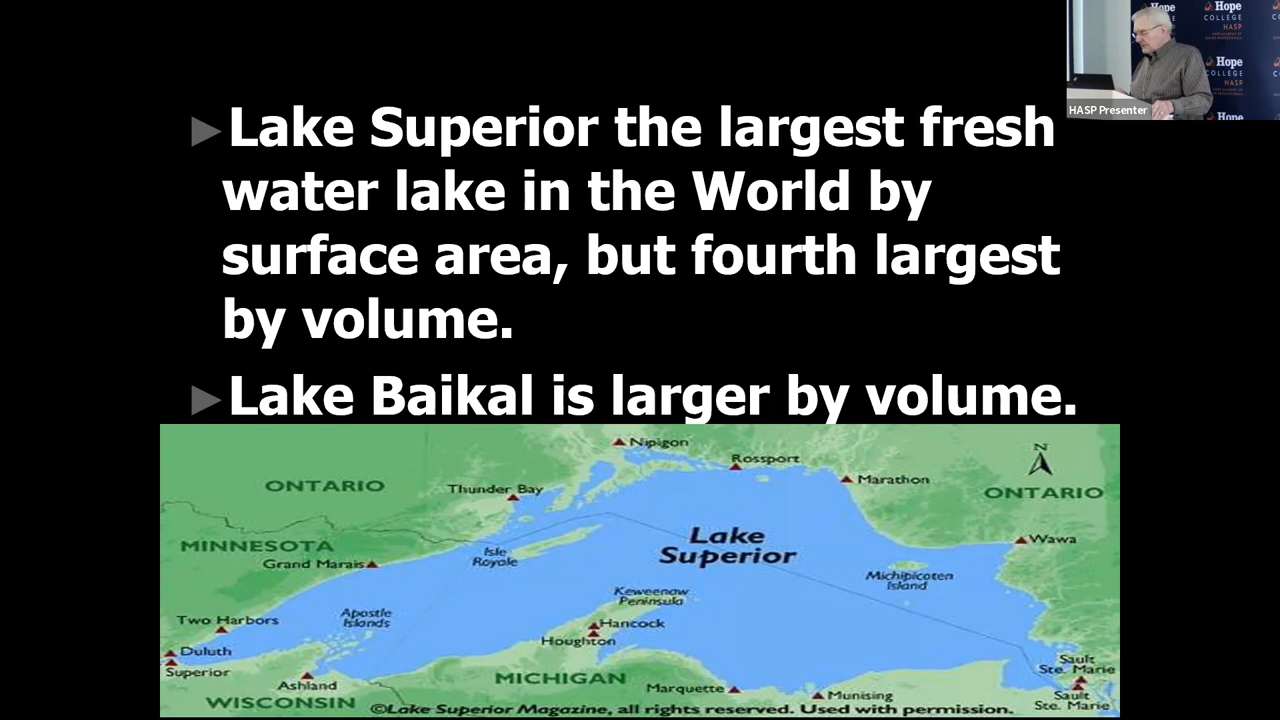 ►Lake Superior the largest fresh
water lake in the World by
surface area, but fourth largest
by volume.
►Lake Baikal is larger by volume.
Hope
COLLEGE
HASP
Hope
COLLEGE
HASP
Hope
HASP Presenter
Nipigon
Rossport
Marathon
N
ONTARIO
ONTARIO
Thunder Bay
Lake
Superior
Wawa
MINNESOTA
Grand Marais
Isle
Royale
Michipicoten
Island
Keweenaw
Peninsula
Two Harbors
Apostle
Islands
Hancock
Houghton
Duluth
Superior
Ashland
WISCONSIN
MICHIGAN
Marquette
Munising
Sault
Ste. Marie
Sault
Ste. Marie
©Lake Superior Magazine, all rights reserved. Used with permission.